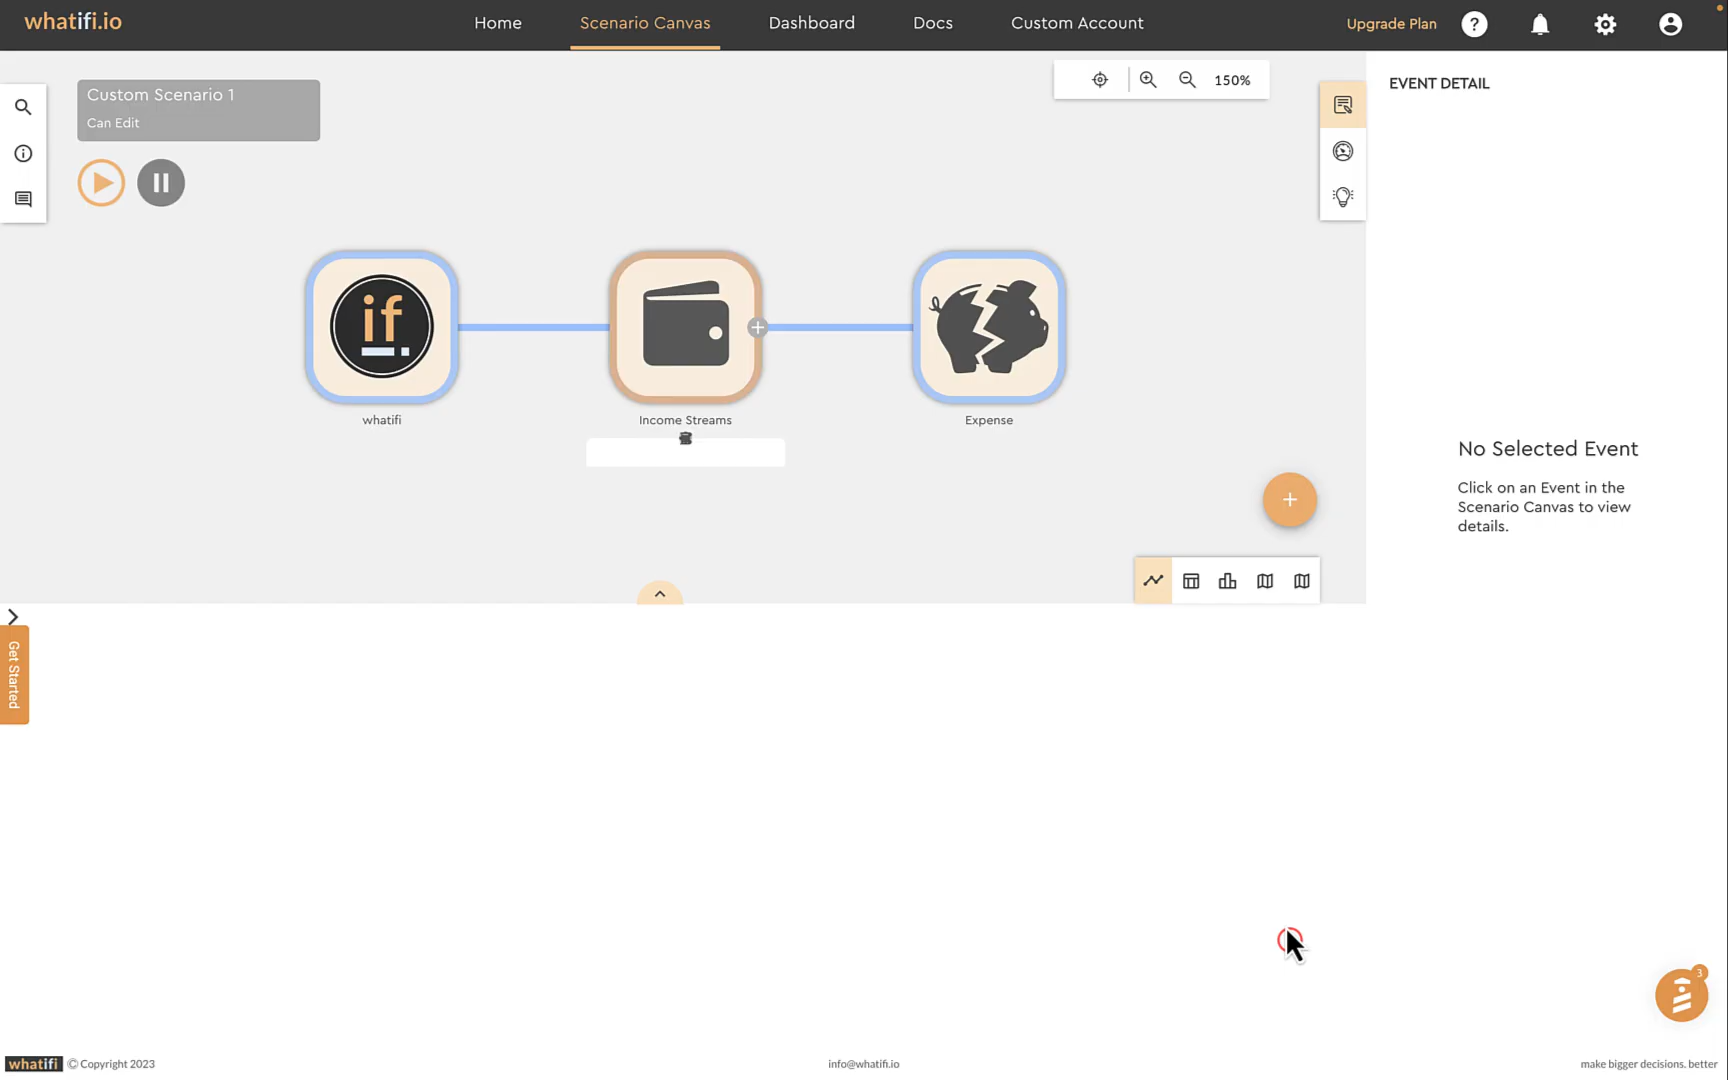 whatifi.io
Home
Scenario Canvas
Dashboard
Docs
Custom Account
Upgrade Plan
?
Custom Scenario 1
Can Edit
150%
EVENT DETAIL
if
whatifi
Income Streams
Expense
No Selected Event
Click on an Event in the
Scenario Canvas to view
details.
Get Started
3
whatifi © Copyright 2023
info@whatifi.io
make bigger decisions, better